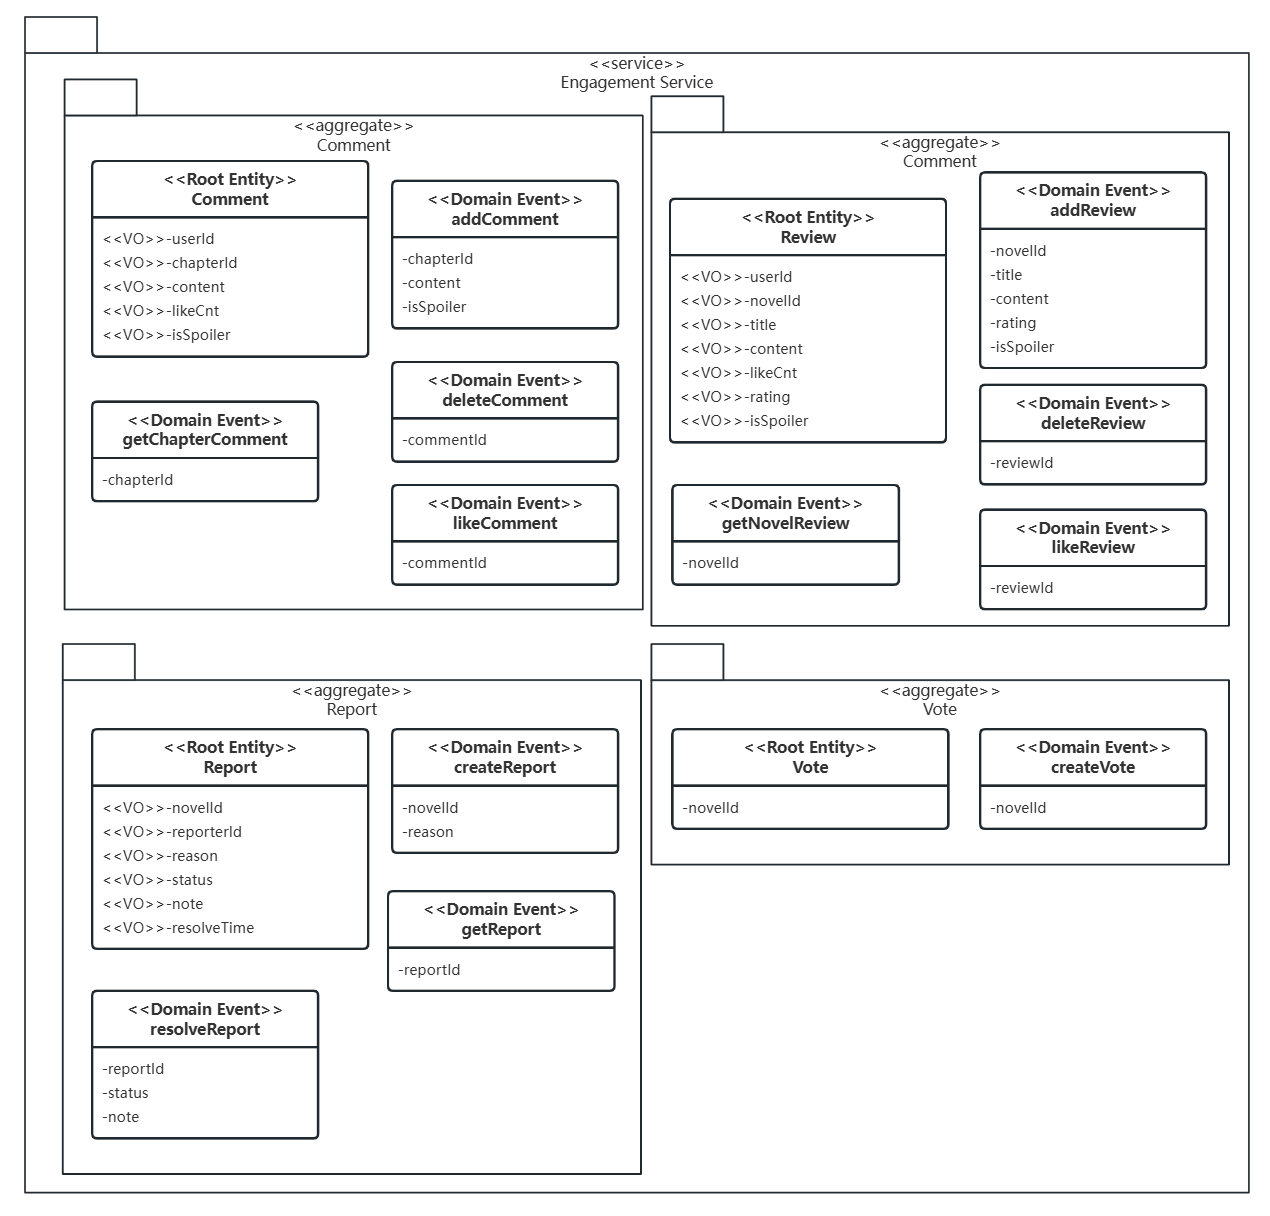 <<service>>
Engagement Service
<<aggregate>>
Comment
<<Root Entity>>
Comment
<<VO>>-userId
<<VO>>-chapterId
<<VO>>-content
<<VO>>-likeCnt
<<VO>>-isSpoiler
<<Domain Event>>
addComment
-chapterId
-content
-isSpoiler
<<Domain Event>>
deleteComment
-commentId
<<Domain Event>>
getChapterComment
-chapterId
<<Domain Event>>
likeComment
-commentId
<<aggregate>>
Comment
<<Root Entity>>
Review
<<VO>>-userId
<<VO>>-novelId
<<VO>>-title
<<VO>>-content
<<VO>>-likeCnt
<<VO>>-rating
<<VO>>-isSpoiler
<<Domain Event>>
addReview
-novelId
-title
-content
-rating
-isSpoiler
<<Domain Event>>
deleteReview
-reviewId
<<Domain Event>>
getNovelReview
-novelId
<<Domain Event>>
likeReview
-reviewId
<<aggregate>>
Report
<<Root Entity>>
Report
<<VO>>-novelId
<<VO>>-reporterId
<<VO>>-reason
<<VO>>-status
<<VO>>-note
<<VO>>-resolveTime
<<Domain Event>>
createReport
-novelId
-reason
<<Domain Event>>
getReport
-reportId
<<Domain Event>>
resolveReport
-reportId
-status
-note
<<aggregate>>
Vote
<<Root Entity>>
Vote
-novelId
<<Domain Event>>
createVote
-novelId